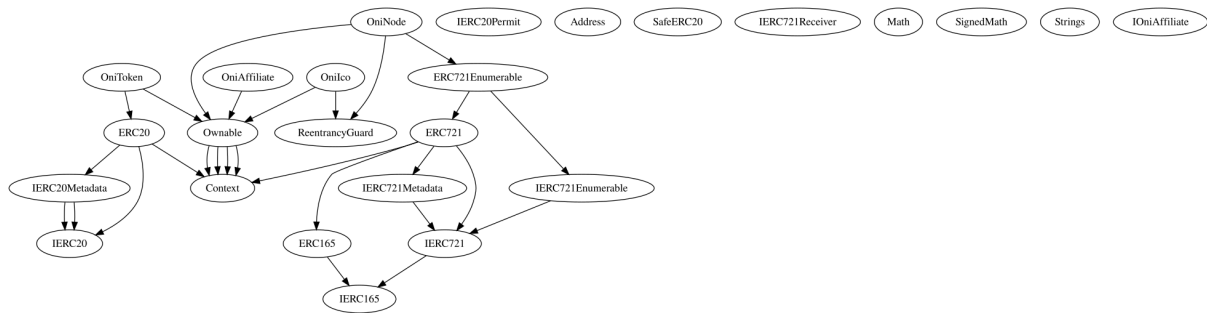 OniNode
IERC20Permit
Address
SafeERC20
IERC721Receiver
Math
SignedMath
Strings
IOniAffiliate
OniToken
OniAffiliate
OniIco
ERC721Enumerable
ERC20
Ownable
ReentrancyGuard
ERC721
IERC20Metadata
Context
IERC721Metadata
IERC721Enumerable
IERC20
ERC165
IERC721
IERC165